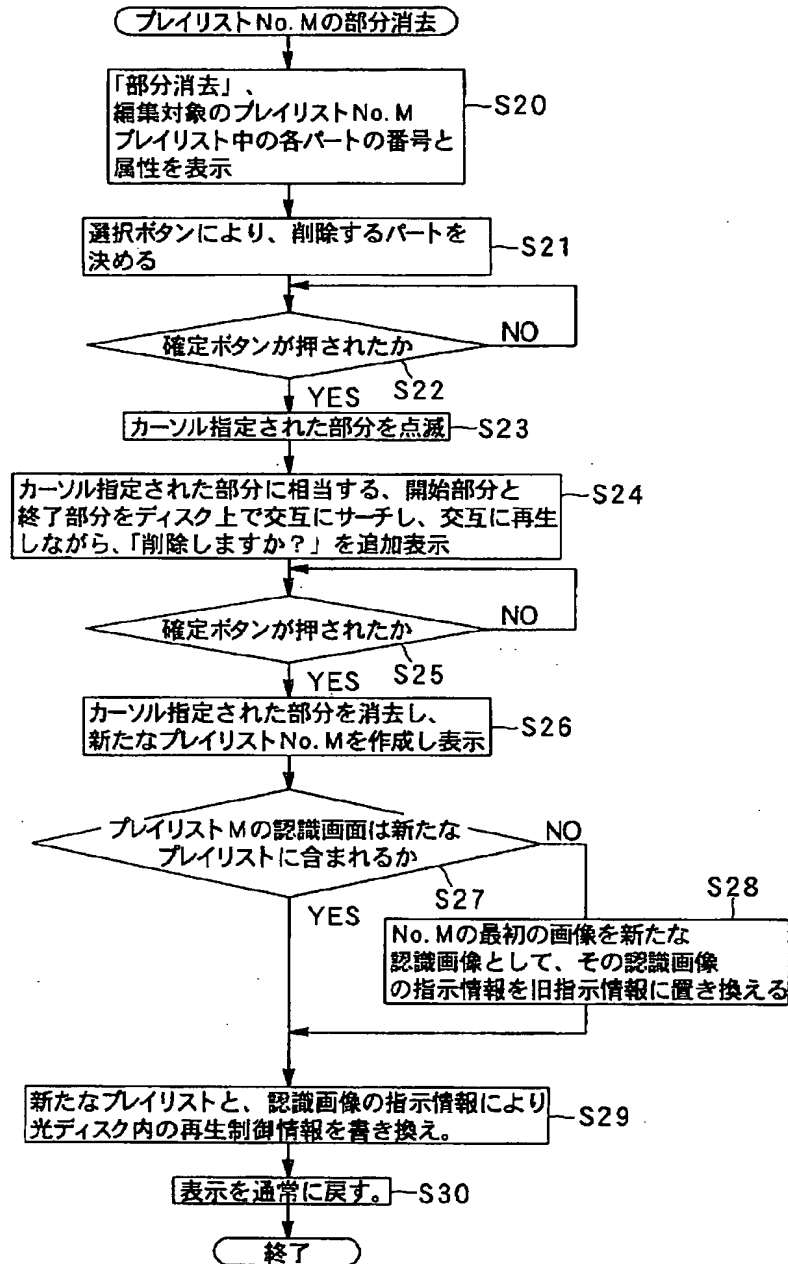 プレイリストNo.Mの部分消去
「部分消去」、
編集対象のプレイリストNo.M
プレイリスト中の各パートの番号と
属性を表示
S20
選択ボタンにより、削除するパートを
決める
S21
確定ボタンが押されたか
NO
S22
YES
カーソル指定された部分を点滅
S23
カーソル指定された部分に相当する、開始部分と
終了部分をディスク上で交互にサーチし、交互に再生
しながら、「削除しますか?」を追加表示
S24
確定ボタンが押されたか
NO
S25
YES
カーソル指定された部分を消去し、
新たなプレイリストNo.Mを作成し表示
S26
プレイリストMの認識画面は新たな
プレイリストに含まれるか
NO
S27
YES
S28
No.Mの最初の画像を新たな
認識画像として、その認識画像
の指示情報を旧指示情報に置き換える
新たなプレイリストと、認識画像の指示情報により
光ディスク内の再生制御情報を書き換え。
S29
表示を通常に戻す。
S30
終了